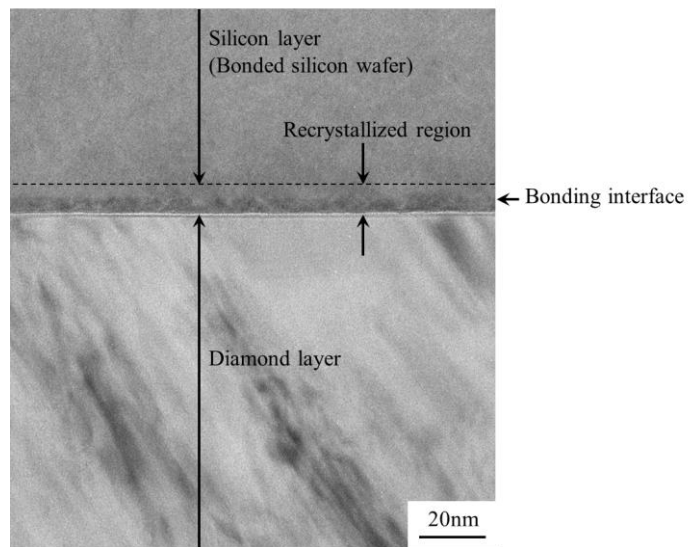 Silicon layer
(Bonded silicon wafer)
Recrystallized region
Bonding interface
Diamond layer
20nm